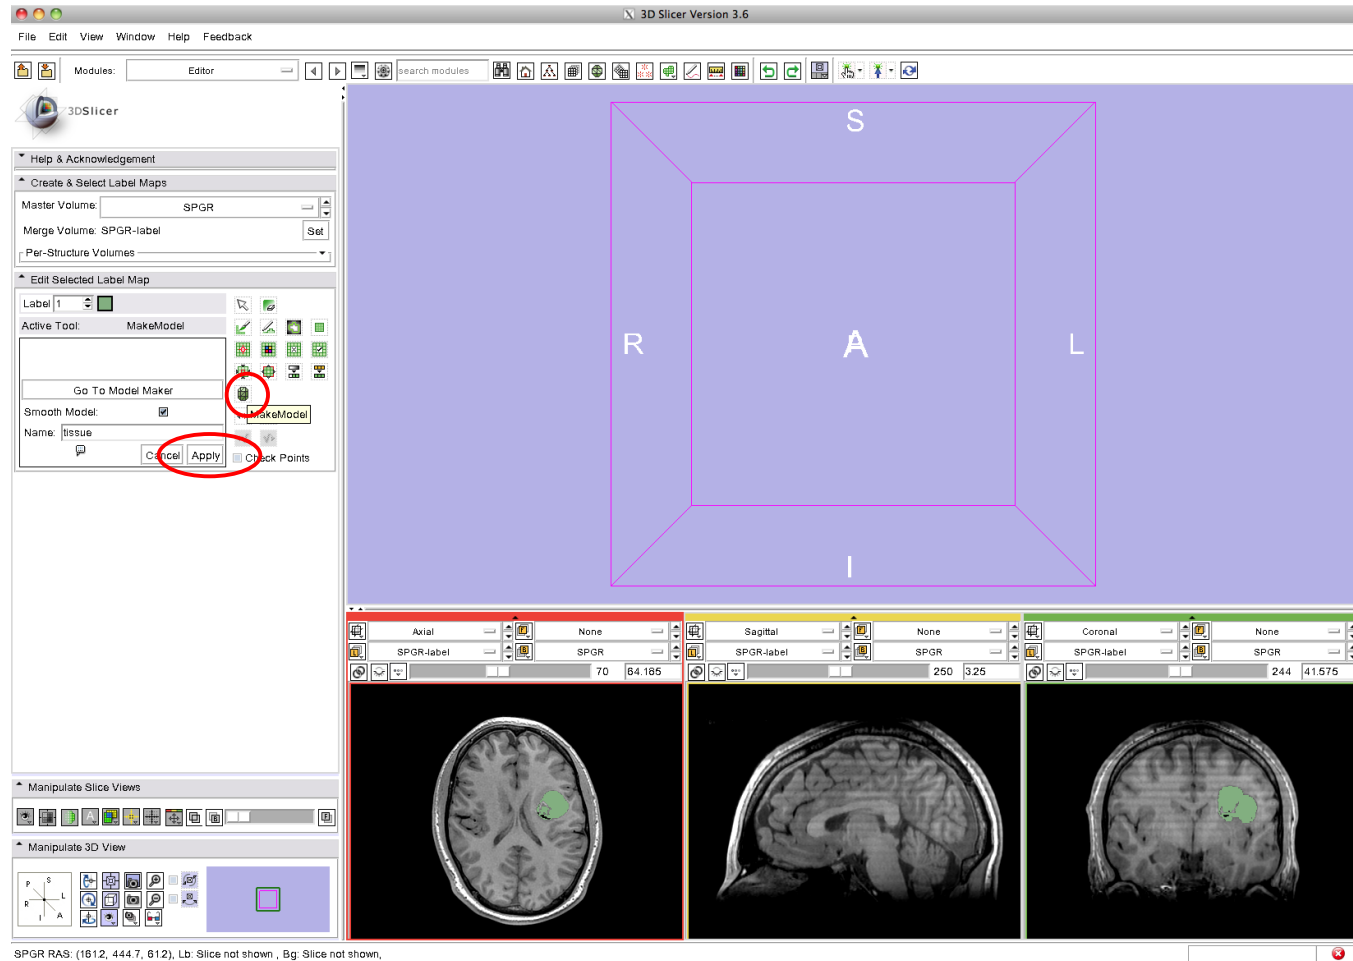 X 3D Slicer Version 3.6
File Edit View Window Help Feedback
Modules: Editor search modules
3DSlicer
Help & Acknowledgement
Create & Select Label Maps
Master Volume: SPGR
Merge Volume: SPGR-label Set
Per-Structure Volumes
Edit Selected Label Map
Label 1
Active Tool: MakeModel
Go To Model Maker
Smooth Model:
MakeModel
Name: tissue
Cancel Apply
Check Points
S
R A L
I
Axial None
SPGR-label SPGR
70 64.185
Sagittal None
SPGR-label SPGR
250 3.25
Coronal None
SPGR-label SPGR
244 41.575
Manipulate Slice Views
Manipulate 3D View
P S
R L
I A
SPGR RAS: (161.2, 444.7, 61.2), Lb: Slice not shown , Bg: Slice not shown,